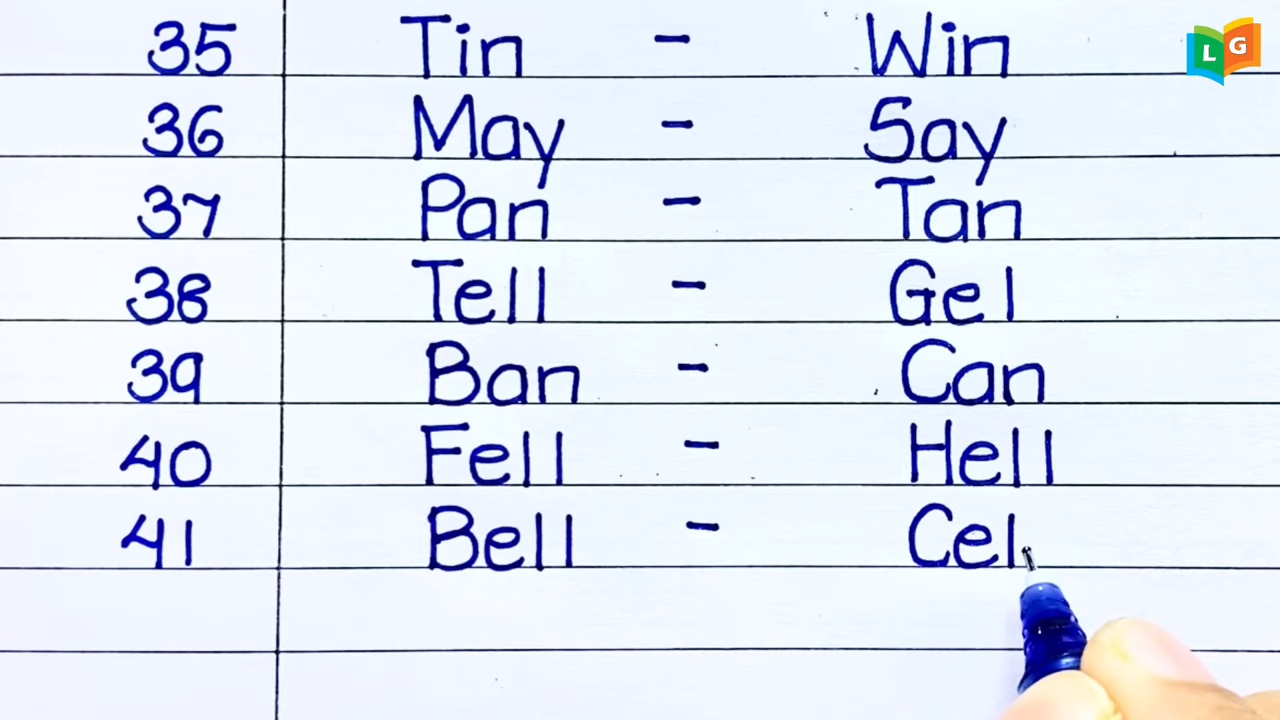 35 Tin - Win
36 May - Say
37 Pan - Tan
38 Tell - Gel
39 Ban - Can
40 Fell - Hell
41 Bell - Cel
LG